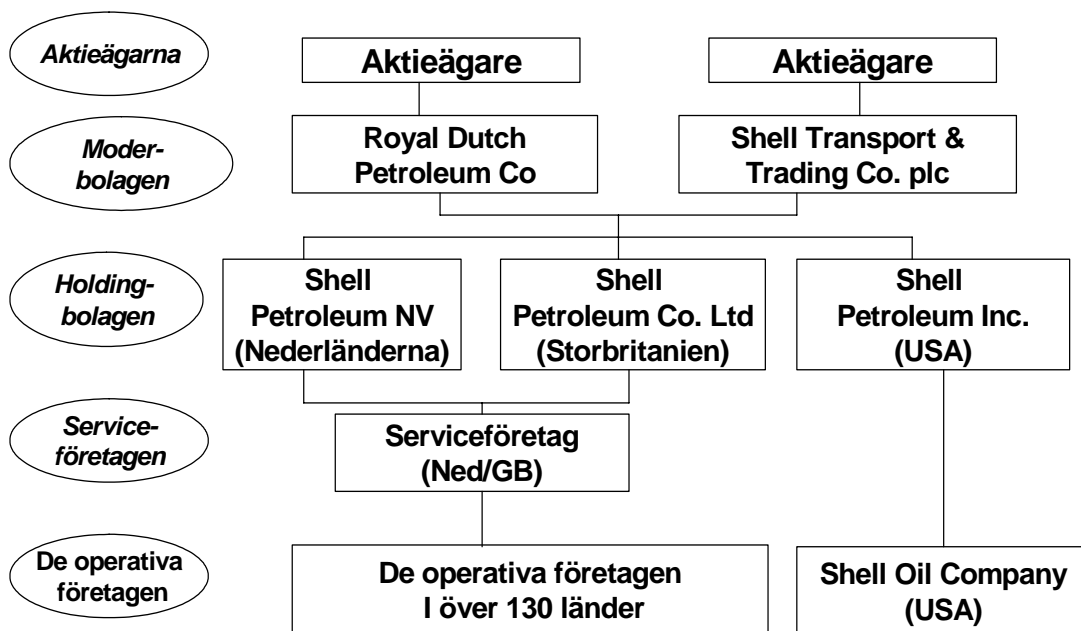 Aktieägarna
Aktieägare
Aktieägare
Moder-
bolagen
Royal Dutch
Petroleum Co
Shell Transport &
Trading Co. plc
Holding-
bolagen
Shell
Petroleum NV
(Nederländerna)
Shell
Petroleum Co. Ltd
(Storbritanien)
Shell
Petroleum Inc.
(USA)
Service-
företagen
Serviceföretag
(Ned/GB)
De operativa
företagen
De operativa företagen
I över 130 länder
Shell Oil Company
(USA)